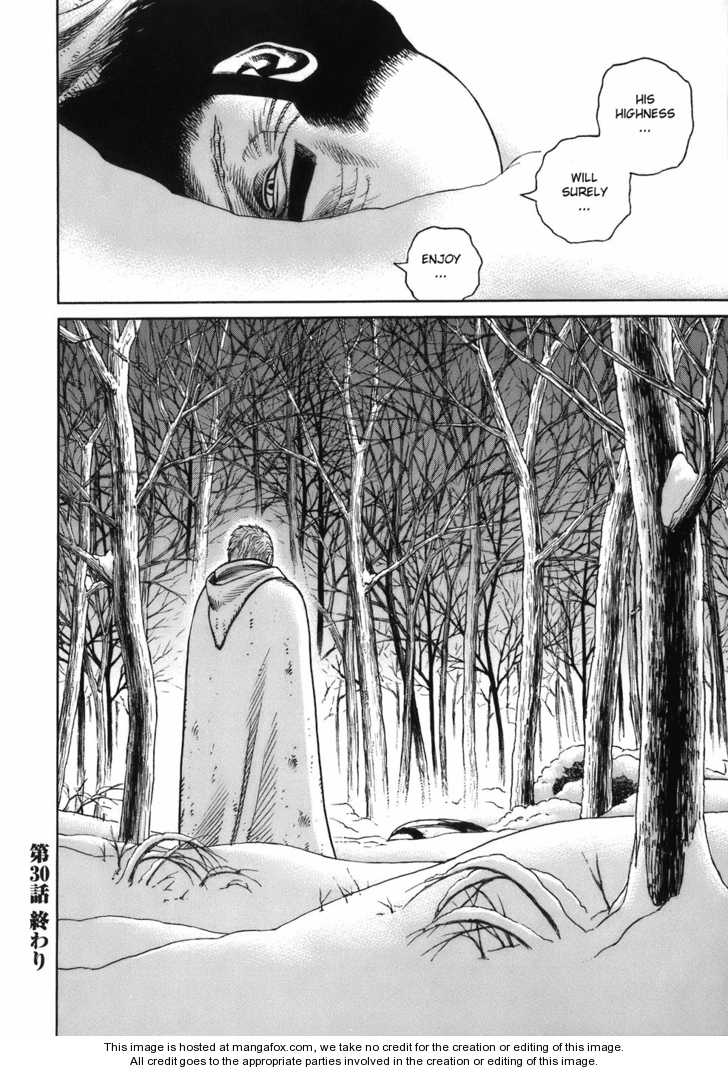 HIS
HIGHNESS
...
WILL
SURELY
...
ENJOY
...
第30話 終わり
This image is hosted at mangafox.com, we take no credit for the creation or editing of this image.
All credit goes to the appropriate parties involved in the creation or editing of this image.